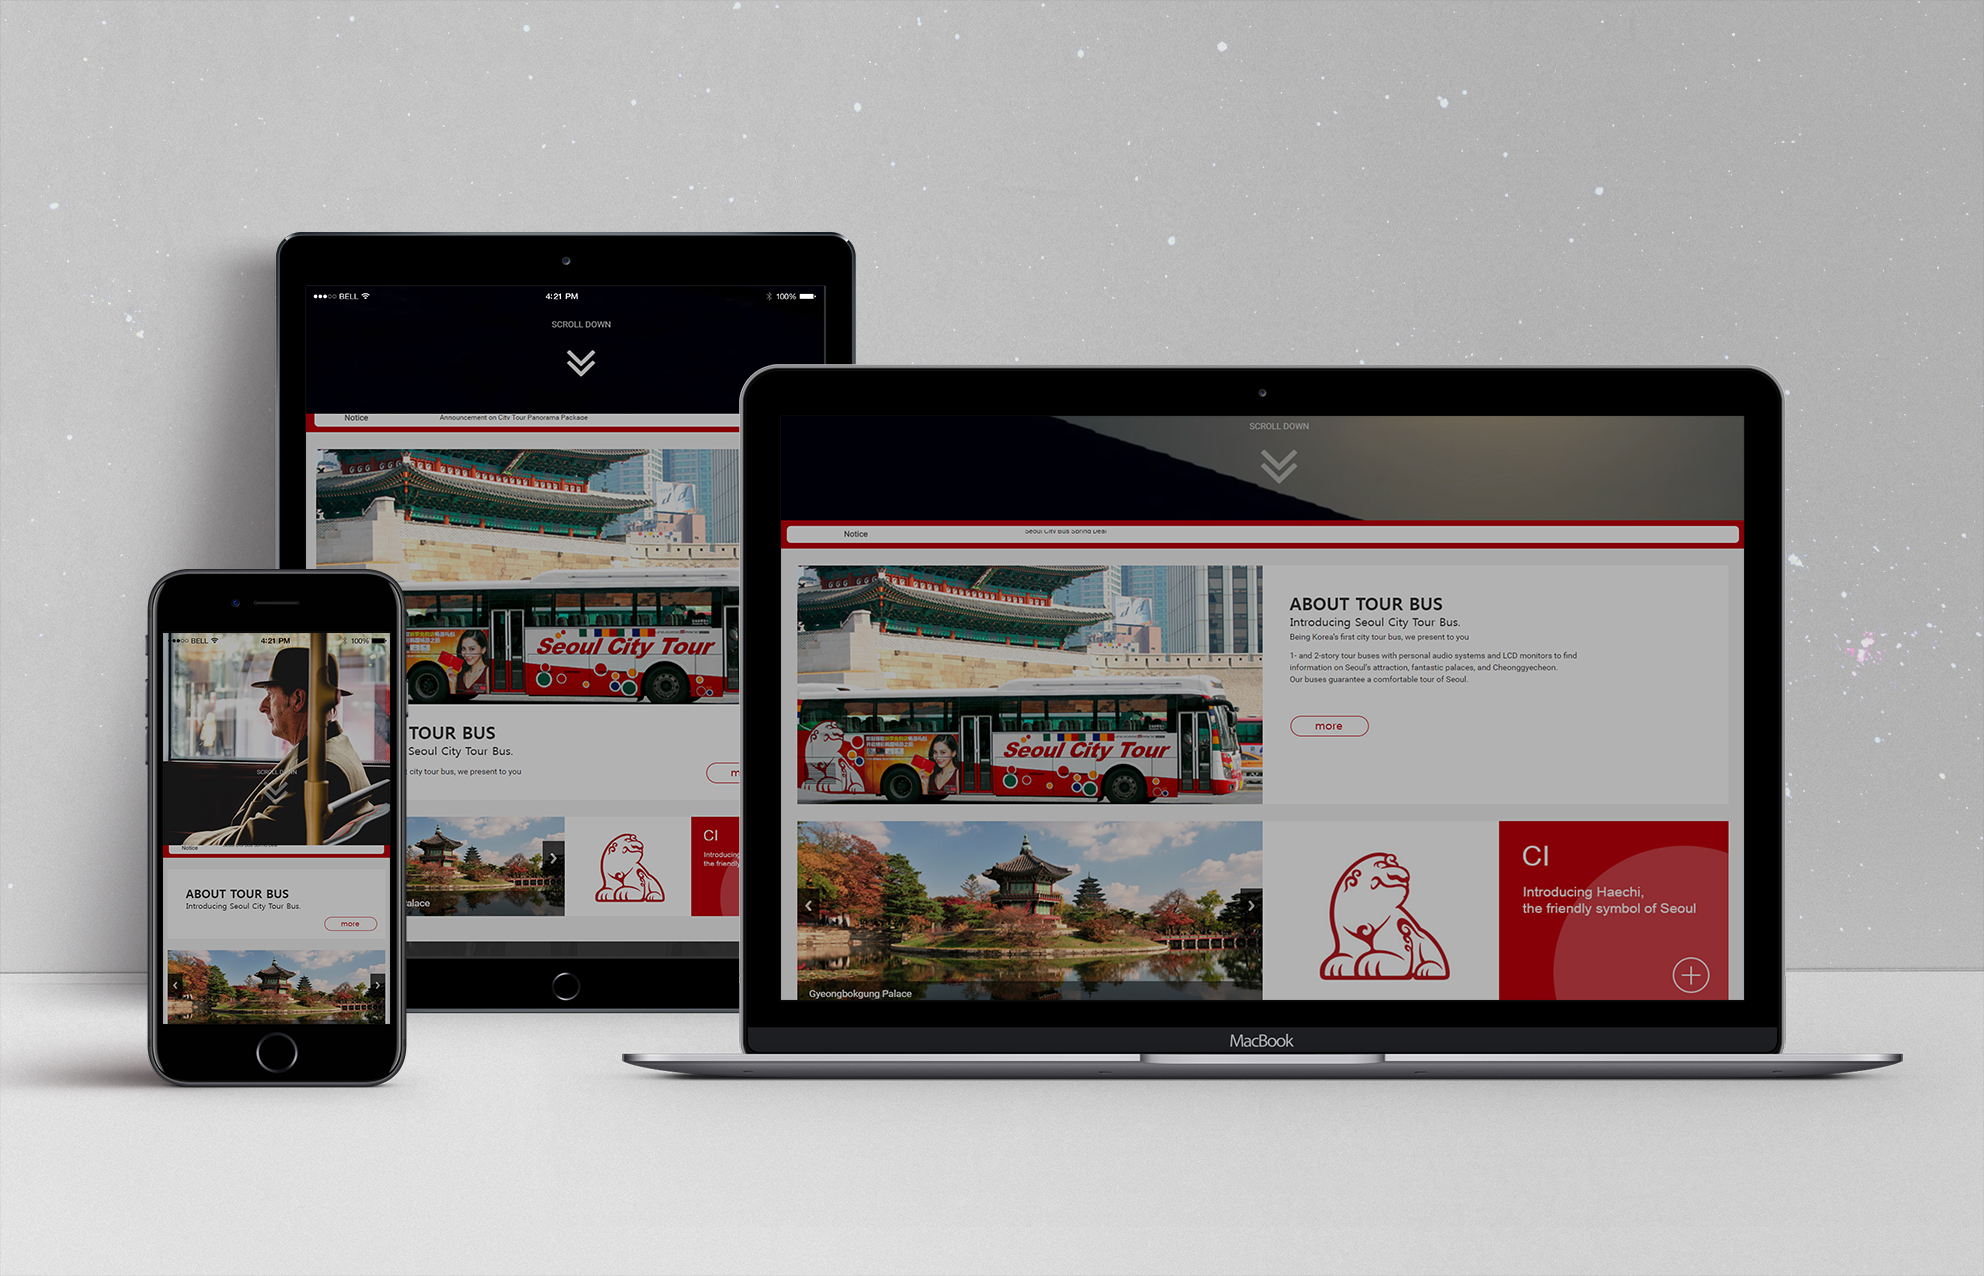 BELL
4:21 PM
100%
SCROLL DOWN
Notice
Announcement on City Tour Panorama Package
Seoul City Tour
TOUR BUS
Seoul City Tour Bus.
city tour bus, we present to you
CI
Introducing
the friendly
alace
BELL
4:21 PM
100%
SCROLL DOWN
Notice
ABOUT TOUR BUS
Introducing Seoul City Tour Bus.
more
SCROLL DOWN
Notice
Seoul City Bus Spring Deal
Seoul City Tour
ABOUT TOUR BUS
Introducing Seoul City Tour Bus.
Being Korea's first city tour bus, we present to you
1- and 2-story tour buses with personal audio systems and LCD monitors to find
information on Seoul's attraction, fantastic palaces, and Cheonggyecheon.
Our buses guarantee a comfortable tour of Seoul.
more
Gyeongbokgung Palace
CI
Introducing Haechi,
the friendly symbol of Seoul
MacBook